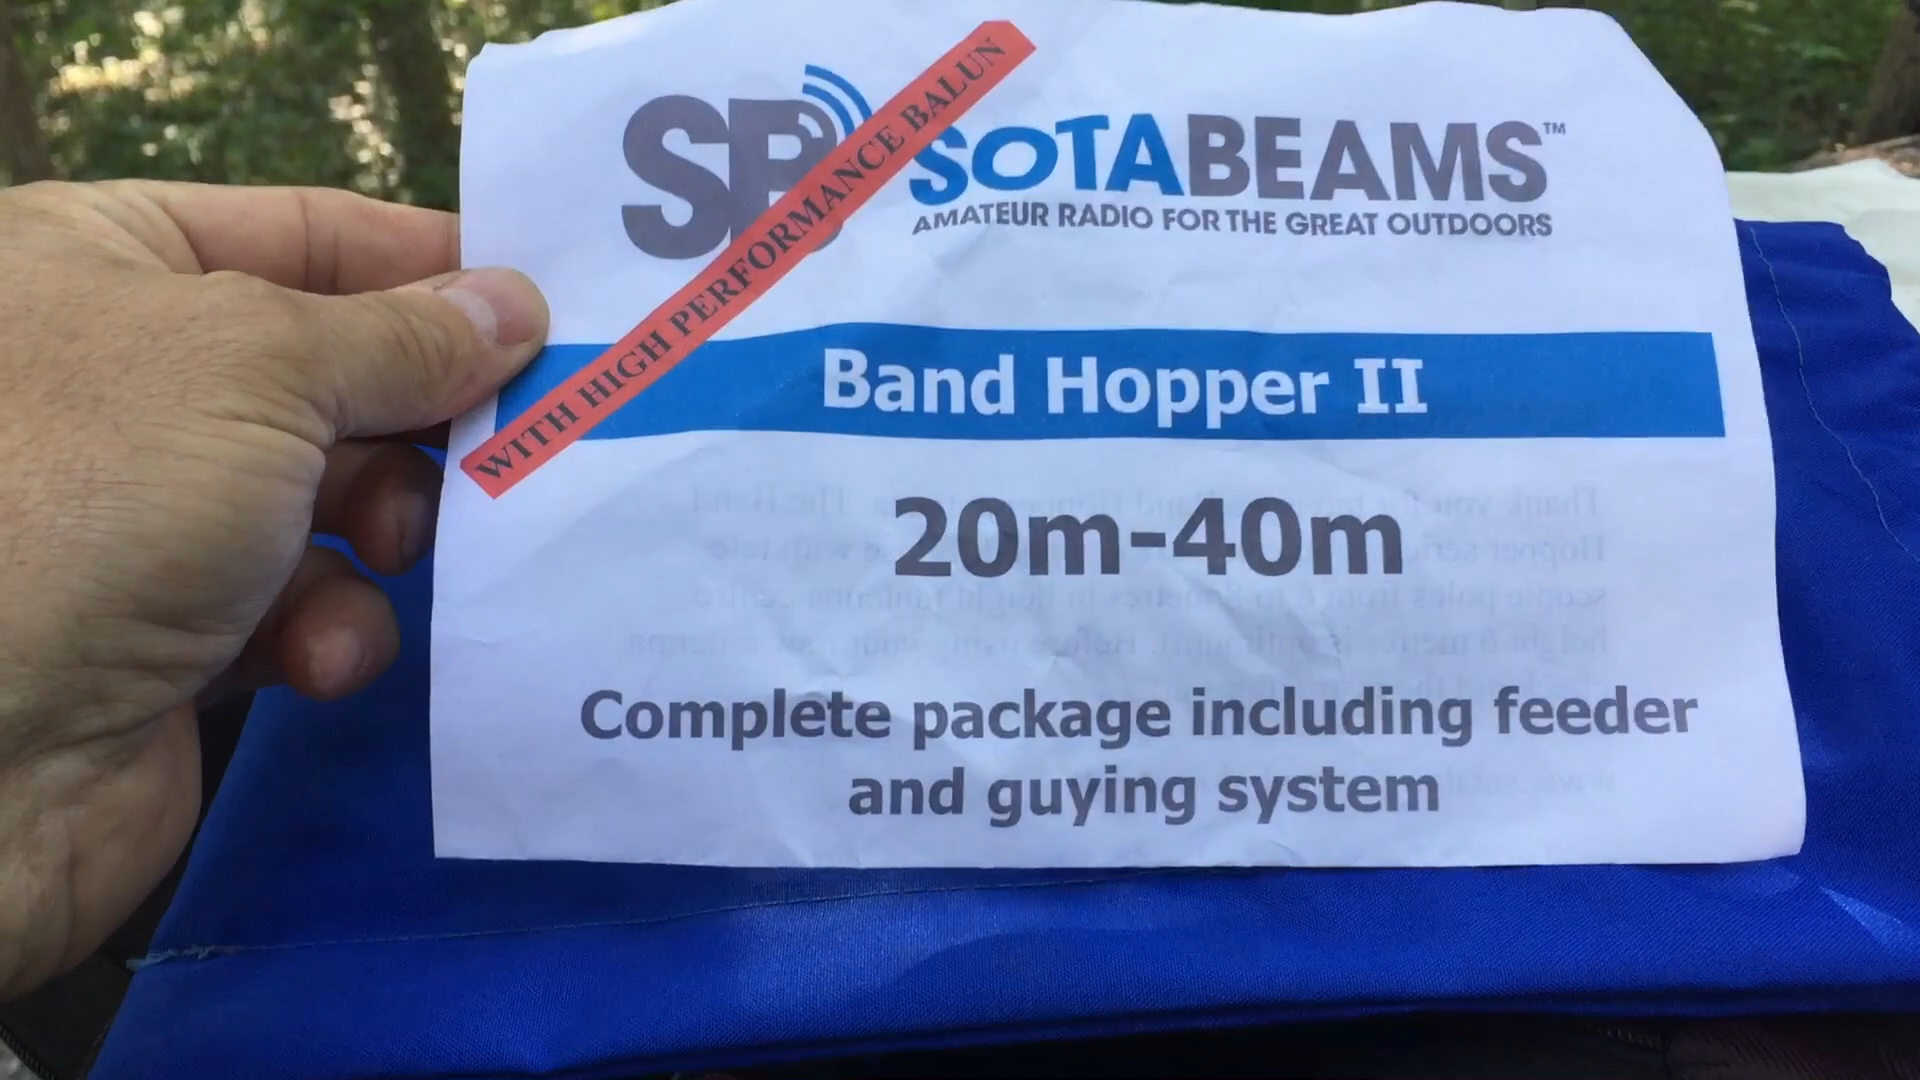 SB
SOTABEAMS™
AMATEUR RADIO FOR THE GREAT OUTDOORS
WITH HIGH PERFORMANCE BALUN
Band Hopper II
20m-40m
Complete package including feeder
and guying system